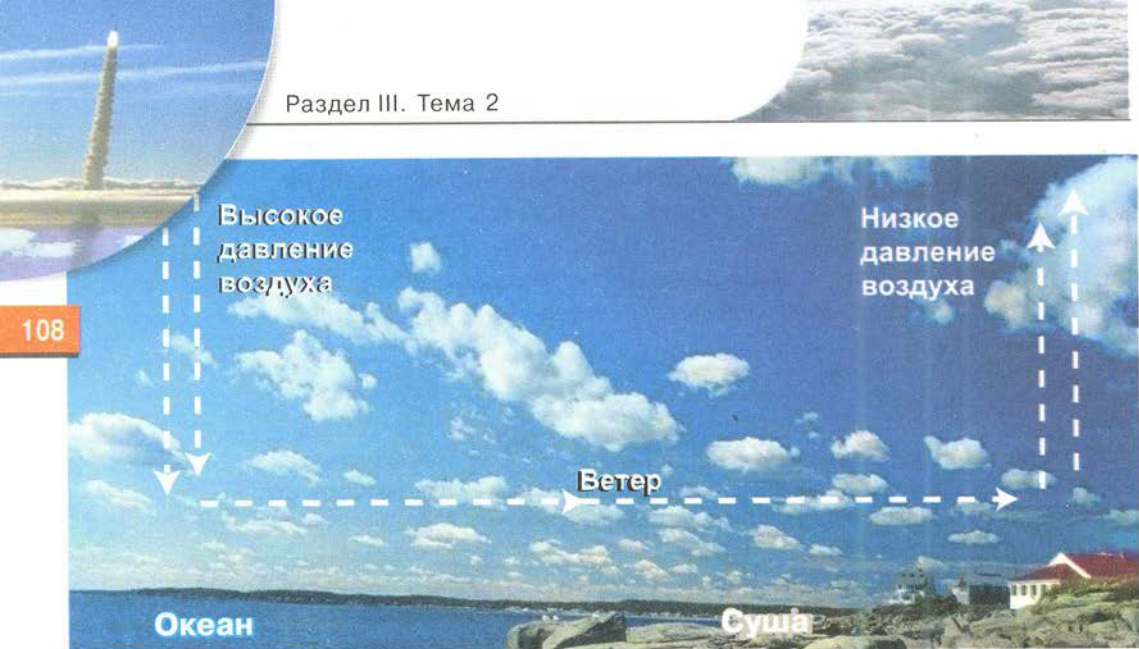 Раздел III. Тема 2
Высокое
давление
воздуха
Низкое
давление
воздуха
108
Ветер
Океан
Суша